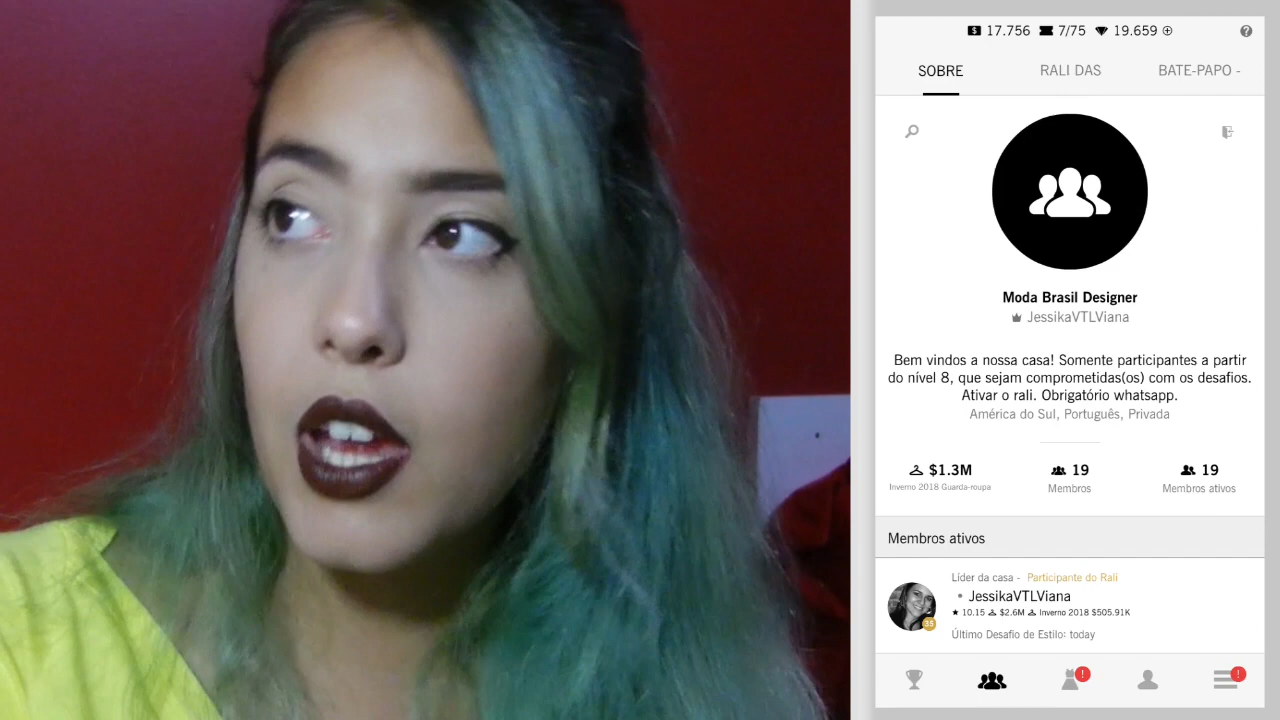 17.756 7/75 19.659
SOBRE RALI DAS BATE-PAPO -
Moda Brasil Designer
JessikaVTLViana
Bem vindos a nossa casa! Somente participantes a partir
do nível 8, que sejam comprometidas(os) com os desafios.
Ativar o rali. Obrigatório whatsapp.
América do Sul, Português, Privada
$1.3M 19 19
Inverno 2018 Guarda-roupa Membros Membros ativos
Membros ativos
Líder da casa - Participante do Rali
• JessikaVTLViana
★ 10.15 $2.6M Inverno 2018 $505.91K
35
Último Desafio de Estilo: today